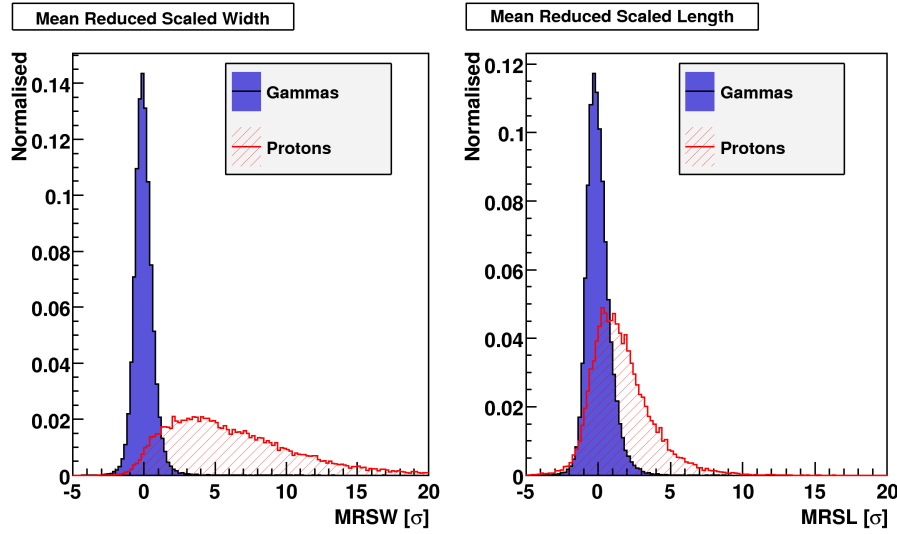 Mean Reduced Scaled Width
Normalised
0.14
0.12
0.1
0.08
0.06
0.04
0.02
0
-5
0
5
10
15
20
MRSW [σ]
Gammas
Protons
Mean Reduced Scaled Length
Normalised
0.12
0.1
0.08
0.06
0.04
0.02
0
-5
0
5
10
15
20
MRSL [σ]
Gammas
Protons